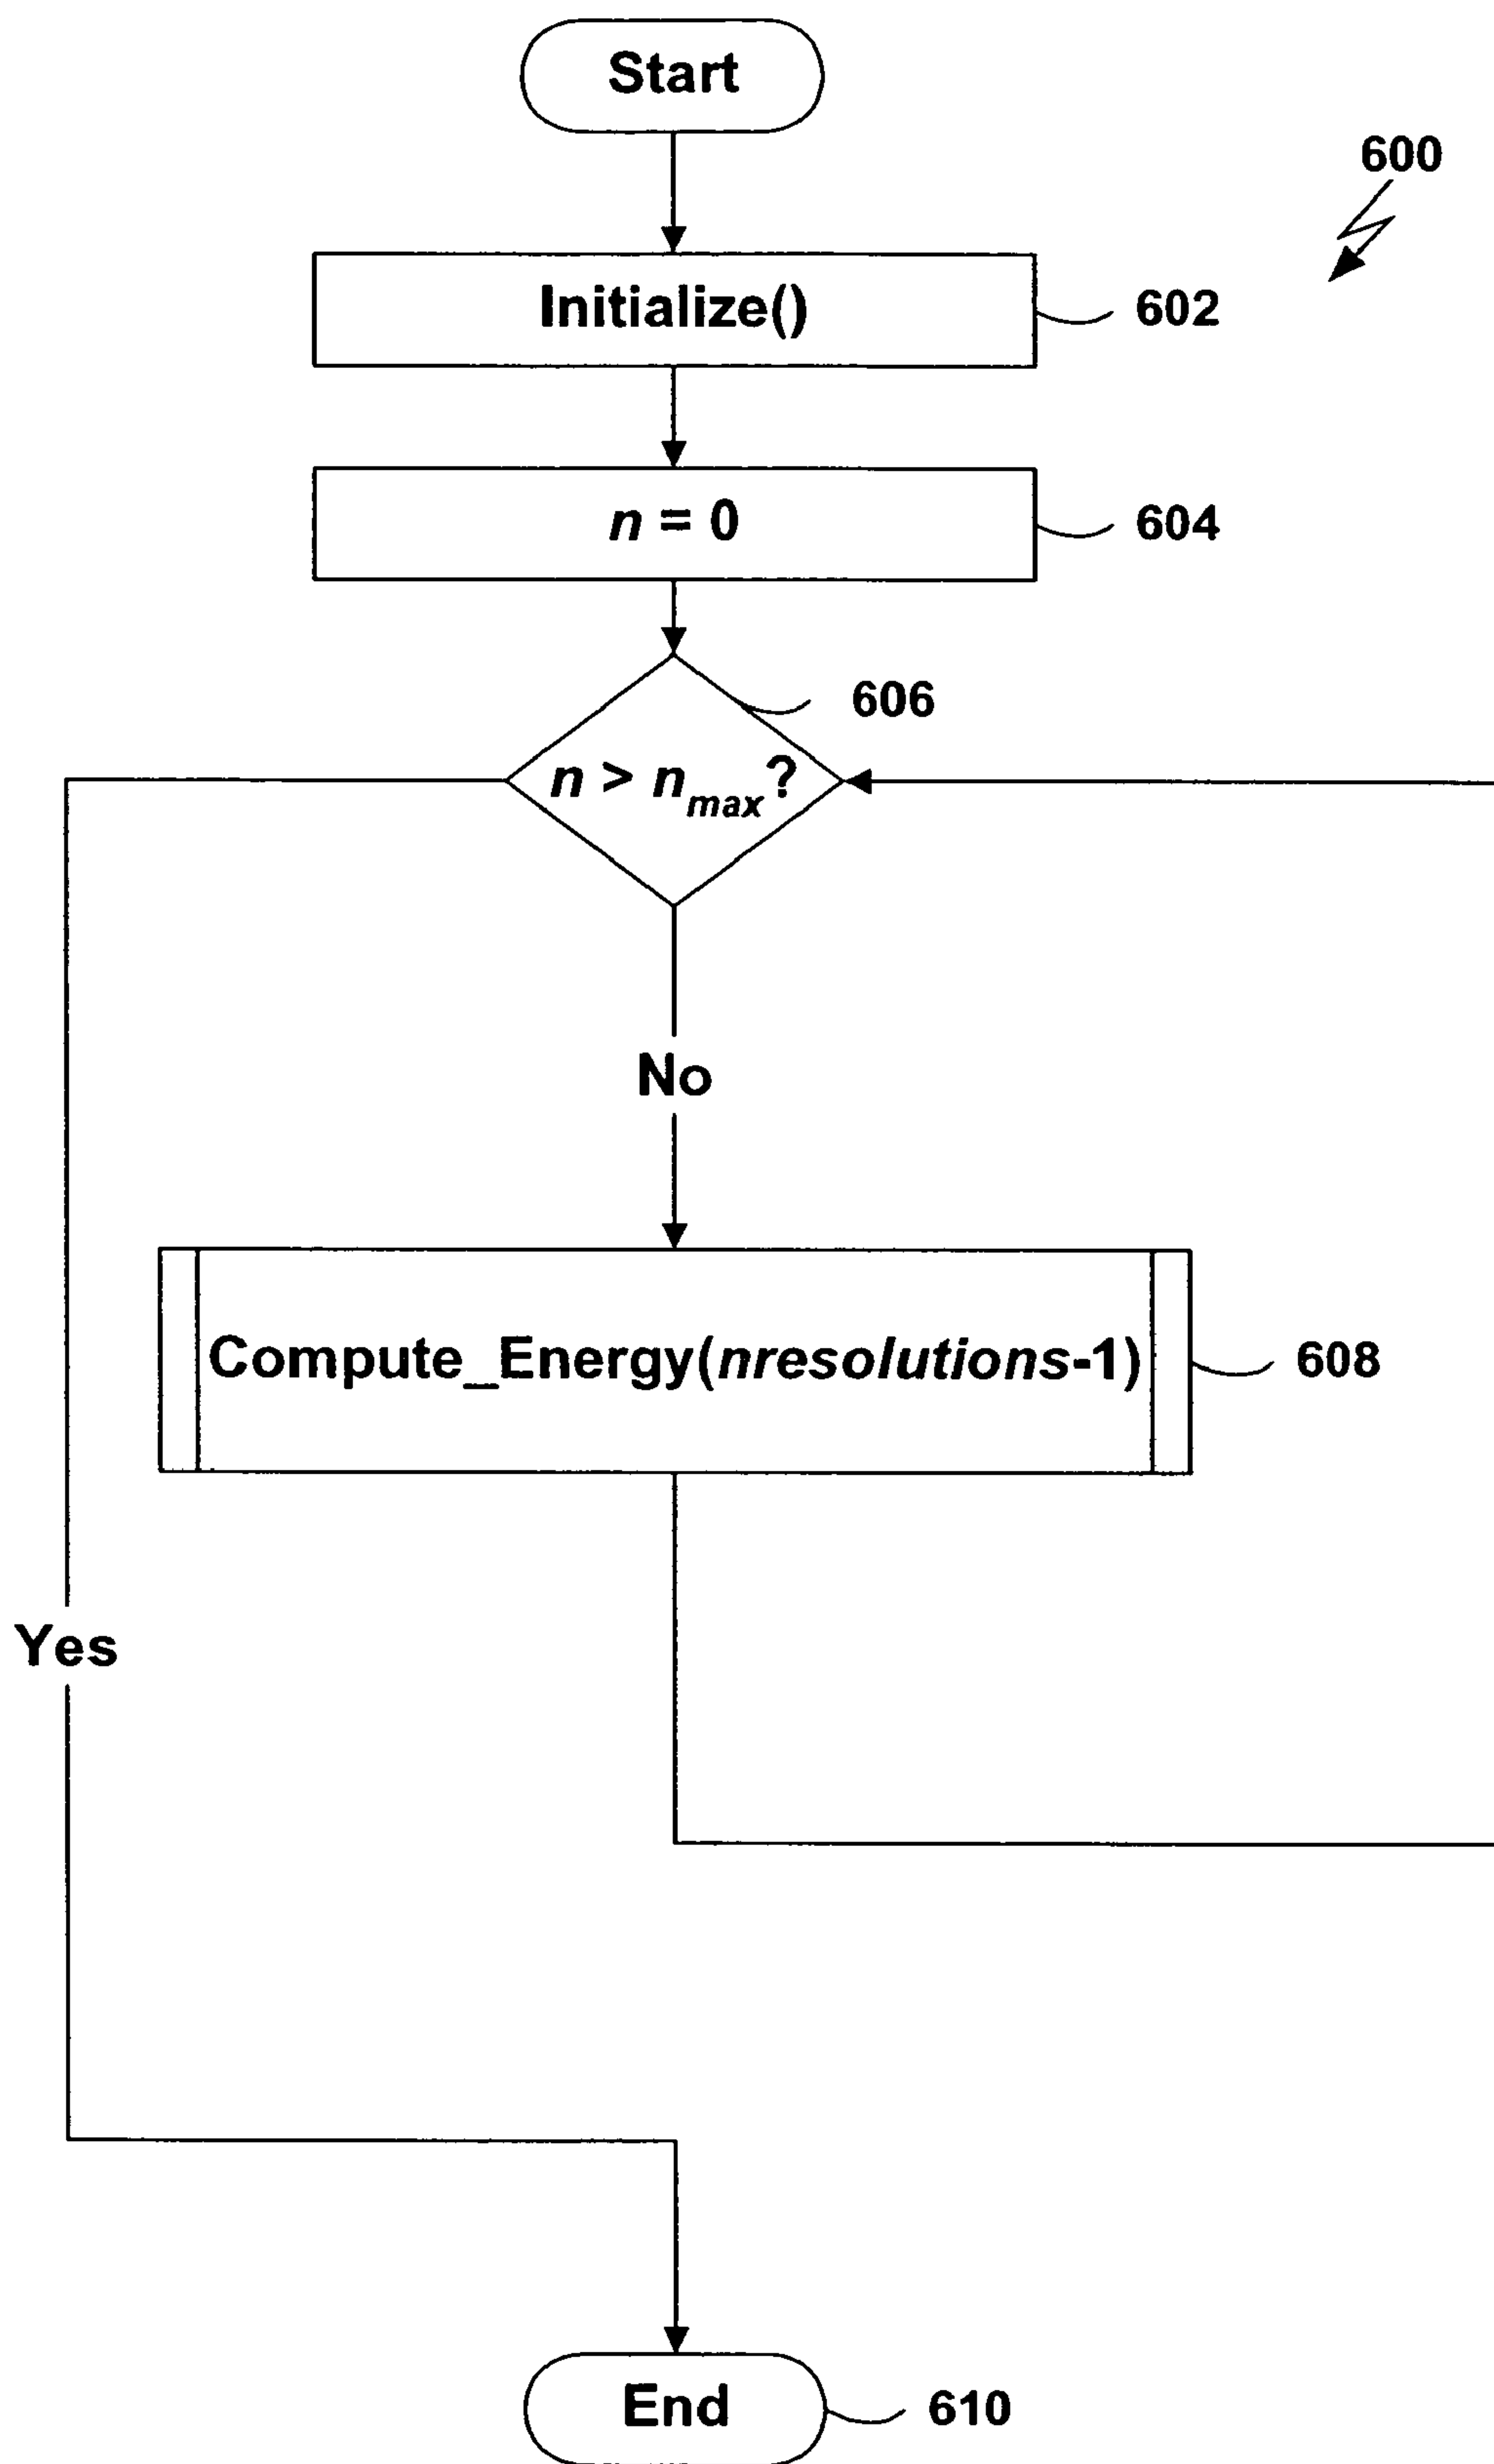 Start
600
Initialize()
602
n = 0
604
606
n > nmax?
No
Compute_Energy(nresolutions-1)
608
Yes
End
610